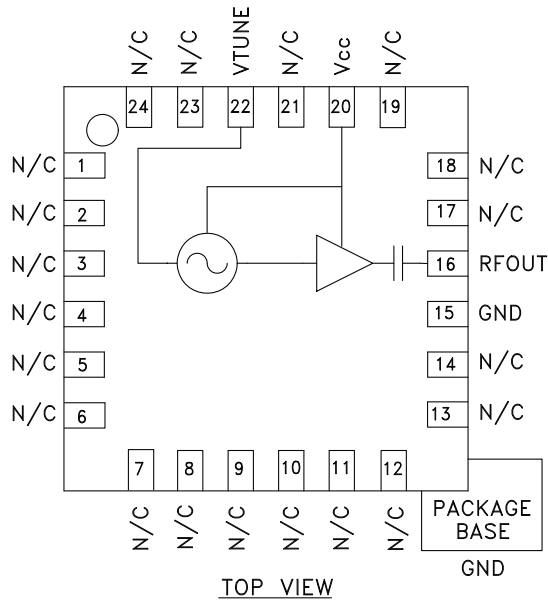 N/C N/C VTUNE N/C Vcc N/C
24 23 22 21 20 19
N/C 1 18 N/C
N/C 2 17 N/C
N/C 3 16 RFOUT
N/C 4 15 GND
N/C 5 14 N/C
N/C 6 13 N/C
7 8 9 10 11 12
N/C N/C N/C N/C N/C N/C
PACKAGE
BASE
GND
TOP VIEW